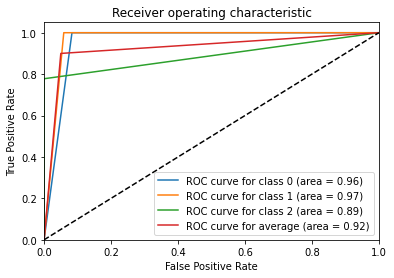 Receiver operating characteristic
True Positive Rate
1.0
0.8
0.6
0.4
0.2
0.0
ROC curve for class 0 (area = 0.96)
ROC curve for class 1 (area = 0.97)
ROC curve for class 2 (area = 0.89)
ROC curve for average (area = 0.92)
0.0 0.2 0.4 0.6 0.8 1.0
False Positive Rate